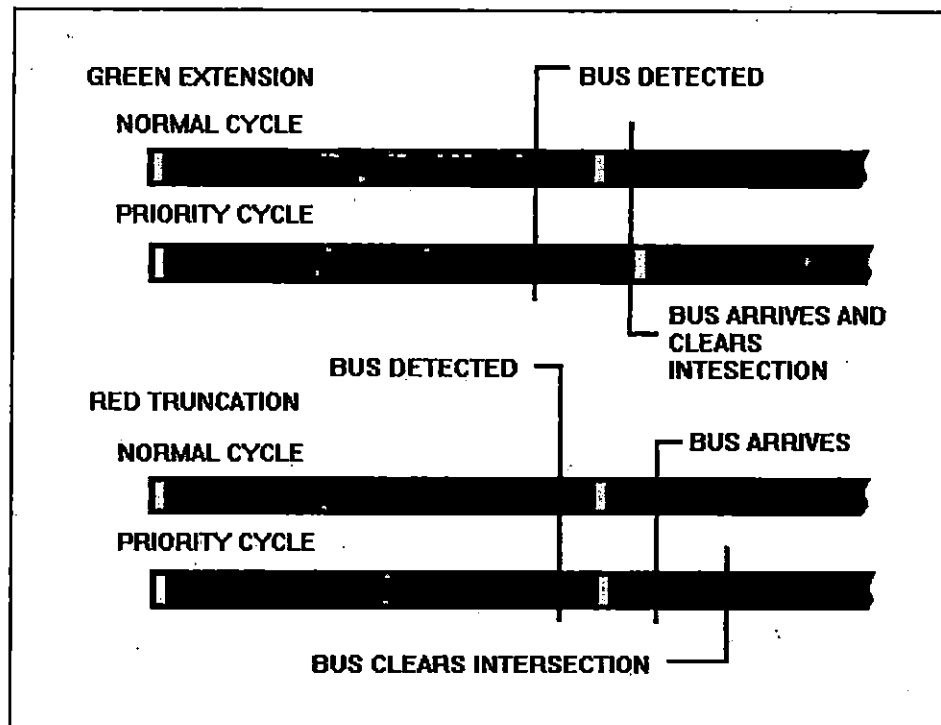 GREEN EXTENSION
BUS DETECTED
NORMAL CYCLE
PRIORITY CYCLE
BUS ARRIVES AND
CLEARS
INTESECTION
BUS DETECTED
RED TRUNCATION
NORMAL CYCLE
BUS ARRIVES
PRIORITY CYCLE
BUS CLEARS INTERSECTION